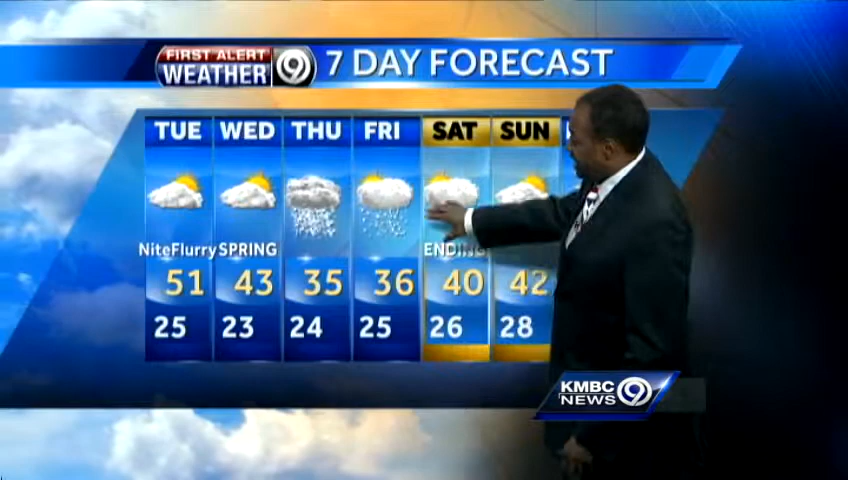 FIRST ALERT
WEATHER 9
7 DAY FORECAST
TUE WED THU FRI SAT SUN
NiteFlurry SPRING ENDING
51 43 35 36 40 42
25 23 24 25 26 28
KMBC 9
NEWS